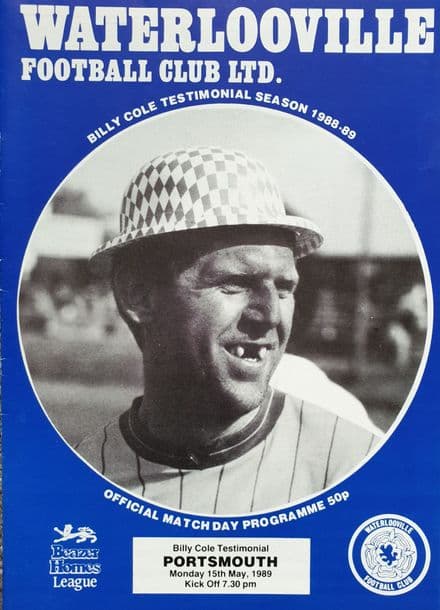 WATERLOOVILLE
FOOTBALL CLUB LTD.
BILLY COLE TESTIMONIAL SEASON 1988-89
OFFICIAL MATCH DAY PROGRAMME 50p
Beazer
Homes
League
Billy Cole Testimonial
PORTSMOUTH
Monday 15th May, 1989
Kick Off 7.30 pm
WATERLOOVILLE
FOOTBALL CLUB